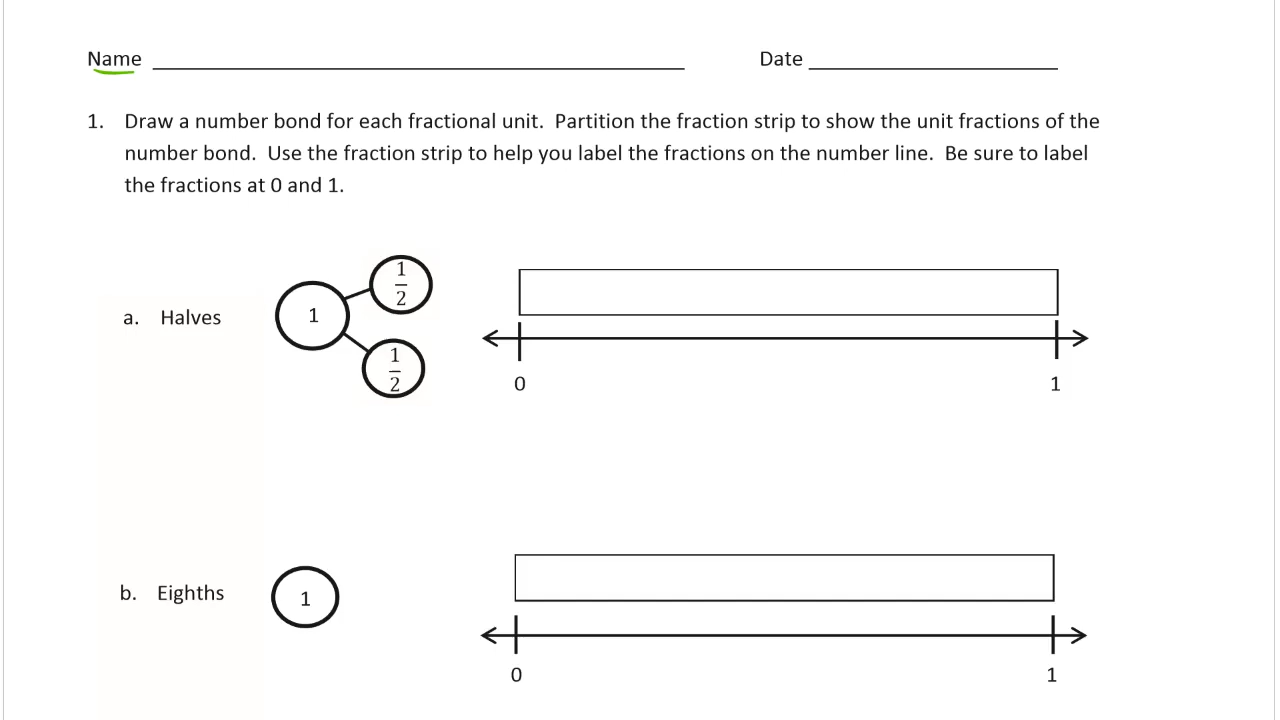 Name ____________________ Date __________
1. Draw a number bond for each fractional unit. Partition the fraction strip to show the unit fractions of the
number bond. Use the fraction strip to help you label the fractions on the number line. Be sure to label
the fractions at 0 and 1.
a. Halves 1 1/2 1/2
0 1
b. Eighths 1
0 1